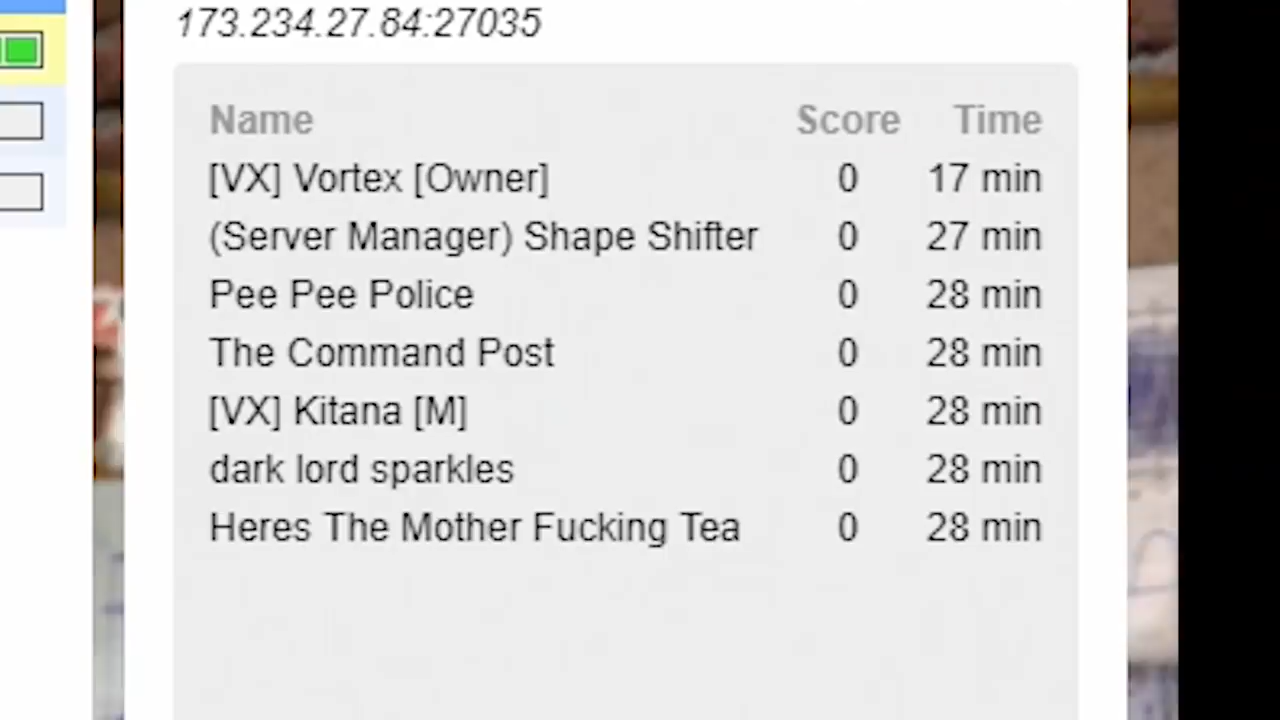 173.234.27.84:27035
Name Score Time
[VX] Vortex [Owner] 0 17 min
(Server Manager) Shape Shifter 0 27 min
Pee Pee Police 0 28 min
The Command Post 0 28 min
[VX] Kitana [M] 0 28 min
dark lord sparkles 0 28 min
Heres The Mother Fucking Tea 0 28 min